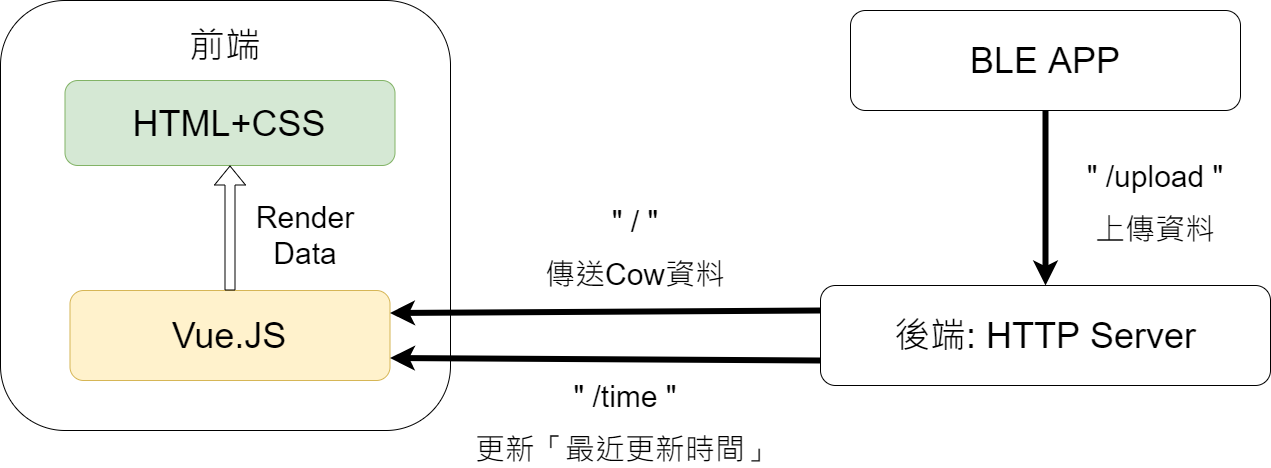 前端
HTML+CSS
Render
Data
Vue.JS
" / "
傳送Cow資料
" /time "
更新「最近更新時間」
BLE APP
" /upload "
上傳資料
後端: HTTP Server